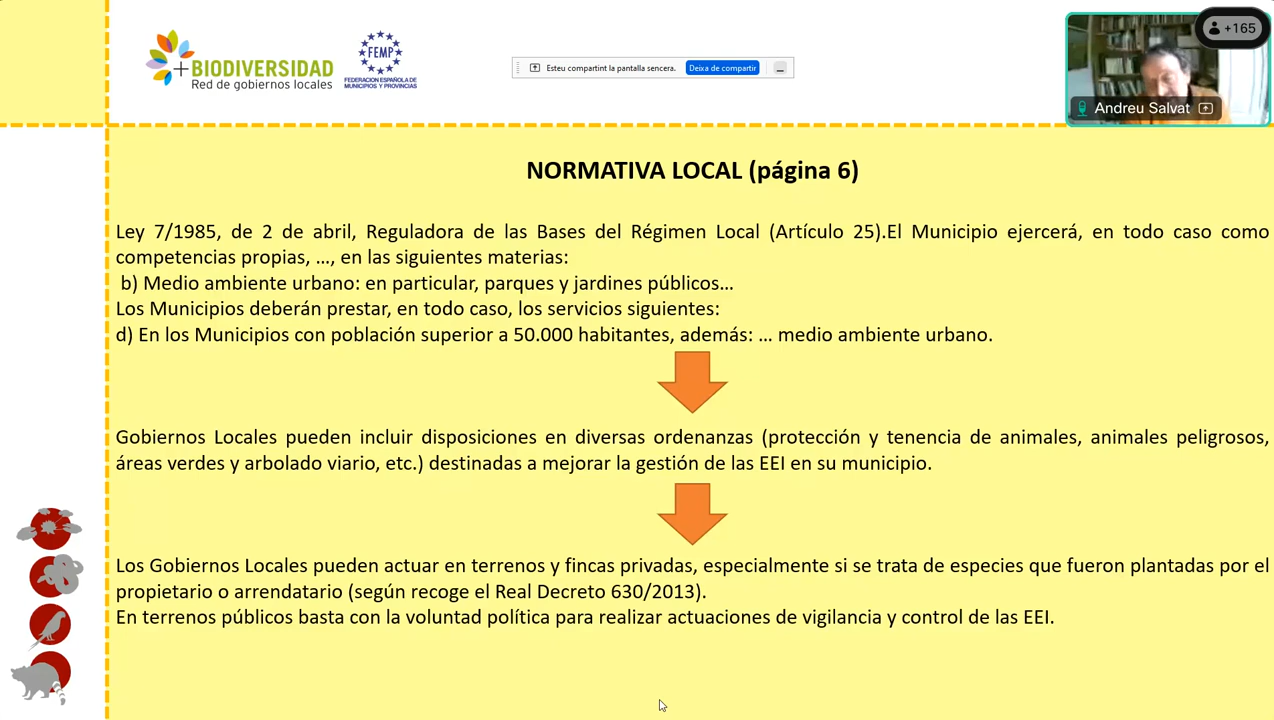 +BIODIVERSIDAD
Red de gobiernos locales
FEMP
FEDERACION ESPAÑOLA DE
MUNICIPIOS Y PROVINCIAS
Esteu compartint la pantalla sencera.
Deixa de compartir
+165
Andreu Salvat
NORMATIVA LOCAL (página 6)
Ley 7/1985, de 2 de abril, Reguladora de las Bases del Régimen Local (Artículo 25).El Municipio ejercerá, en todo caso como
competencias propias, …, en las siguientes materias:
b) Medio ambiente urbano: en particular, parques y jardines públicos…
Los Municipios deberán prestar, en todo caso, los servicios siguientes:
d) En los Municipios con población superior a 50.000 habitantes, además: … medio ambiente urbano.
Gobiernos Locales pueden incluir disposiciones en diversas ordenanzas (protección y tenencia de animales, animales peligrosos,
áreas verdes y arbolado viario, etc.) destinadas a mejorar la gestión de las EEI en su municipio.
Los Gobiernos Locales pueden actuar en terrenos y fincas privadas, especialmente si se trata de especies que fueron plantadas por el
propietario o arrendatario (según recoge el Real Decreto 630/2013).
En terrenos públicos basta con la voluntad política para realizar actuaciones de vigilancia y control de las EEI.